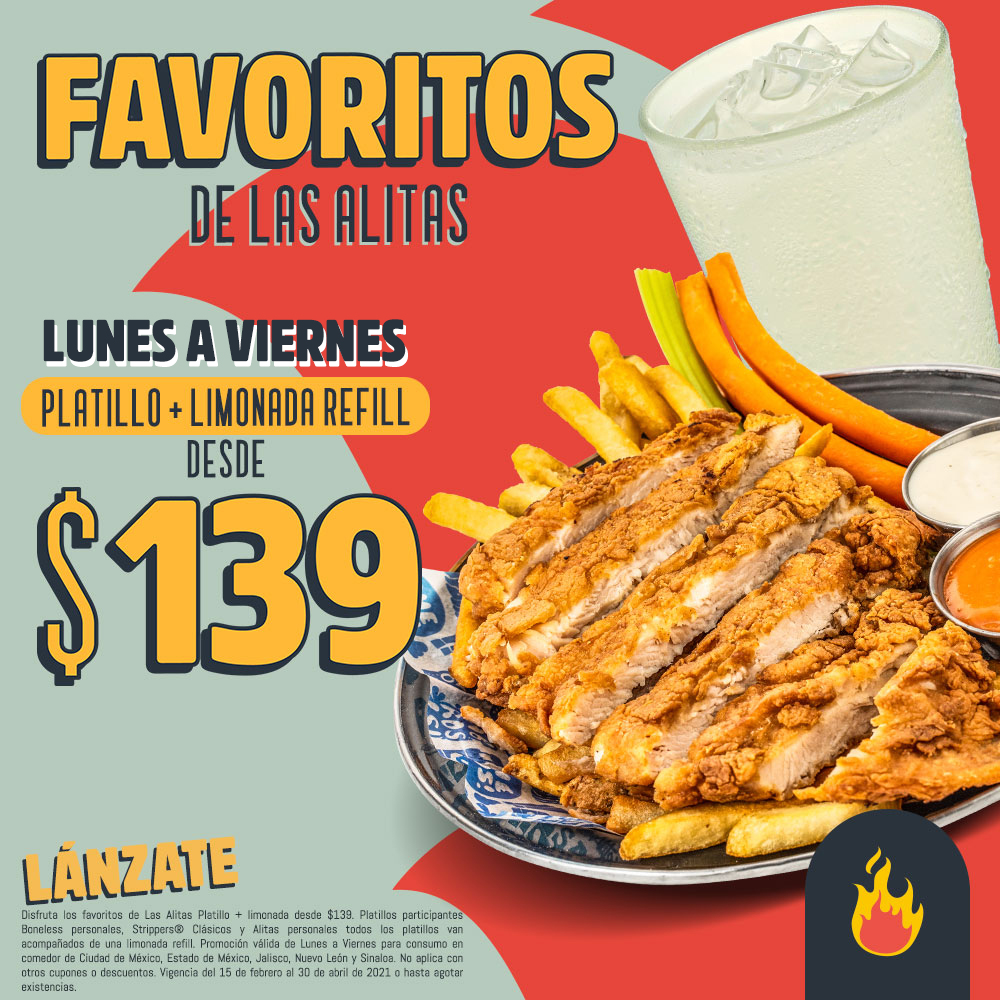 FAVORITOS
DE LAS ALITAS
LUNES A VIERNES
PLATILLO + LIMONADA REFILL
DESDE
$139
LÁNZATE
Disfruta los favoritos de Las Alitas Platillo + limonada desde $139. Platillos participantes
Boneless personales, Strippers® Clásicos y Alitas personales todos los platillos van
acompañados de una limonada refill. Promoción válida de Lunes a Viernes para consumo en
comedor de Ciudad de México, Estado de México, Jalisco, Nuevo León y Sinaloa. No aplica con
otros cupones o descuentos. Vigencia del 15 de febrero al 30 de abril de 2021 o hasta agotar
existencias.